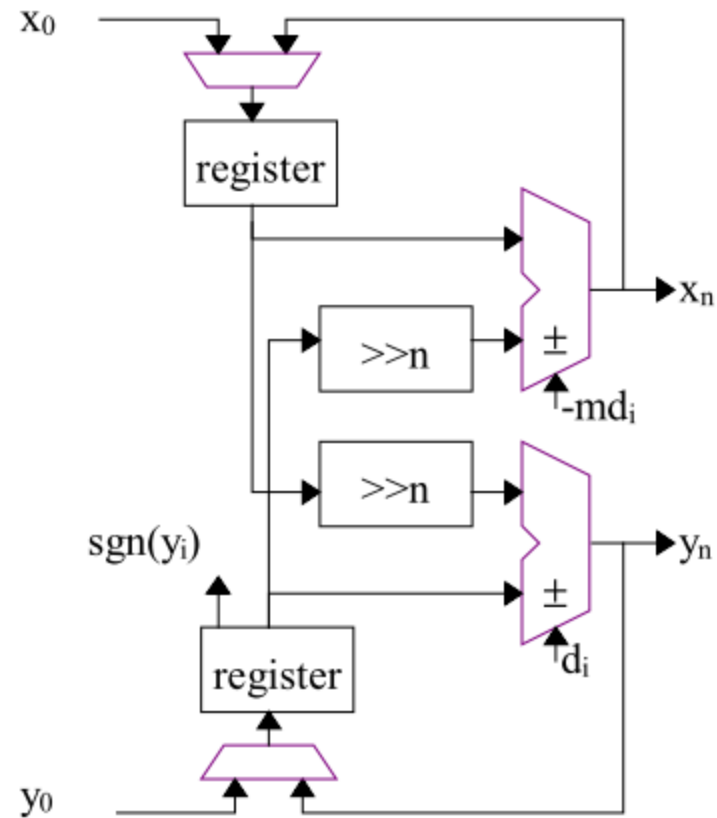 x₀
register
>>n
xₙ
±
-mdᵢ
>>n
sgn(yᵢ)
yₙ
±
dᵢ
register
y₀